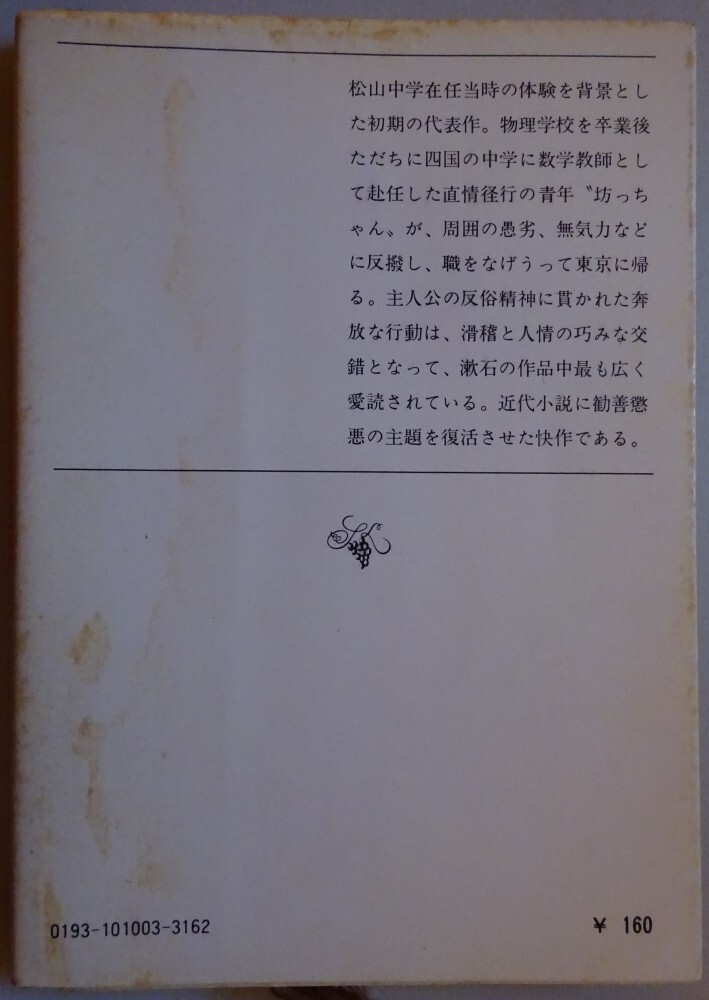 松山中学在任当時の体験を背景とし
た初期の代表作。物理学校を卒業後
ただちに四国の中学に数学教師とし
て赴任した直情径行の青年〝坊っち
ゃん〟が、周囲の愚劣、無気力など
に反撥し、職をなげうって東京に帰
る。主人公の反俗精神に貫かれた奔
放な行動は、滑稽と人情の巧みな交
錯となって、漱石の作品中最も広く
愛読されている。近代小説に勧善懲
悪の主題を復活させた快作である。
0193-101003-3162
¥ 160